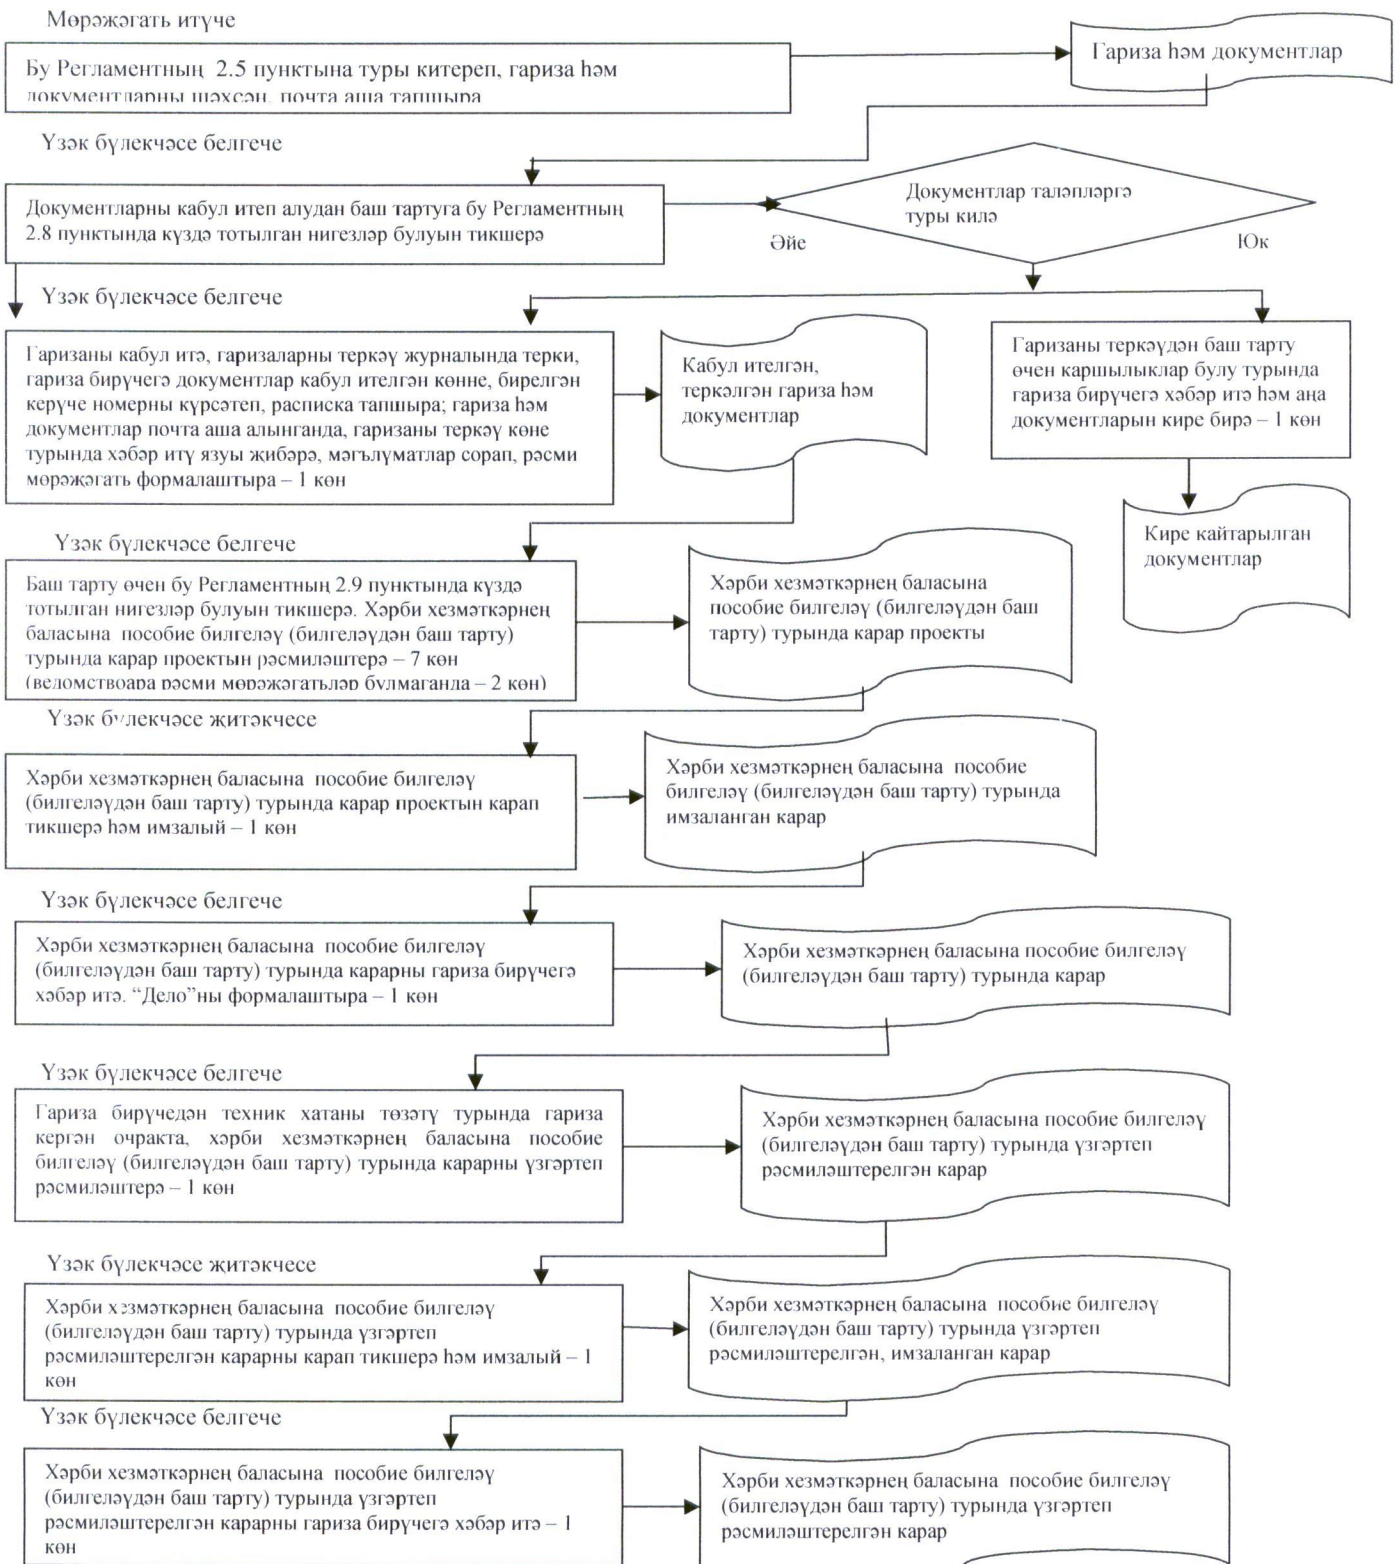 Мөрәҗәгать итүче
Бу Регламентның 2.5 пунктына туры китереп, гариза һәм
документларны шәхсән, почта аша тапшыра
Гариза һәм документлар
Үзәк бүлекчәсе белгече
Документларны кабул итеп алудан баш тартуга бу Регламентның
2.8 пунктында күздә тотылган нигезләр булуын тикшерә
Документлар таләпләргә
туры килә
Әйе
Юк
Үзәк бүлекчәсе белгече
Гаризаны кабул итә, гаризаларны теркәү журналында терки,
гариза бирүчегә документлар кабул ителгән көнне, бирелгән
керүче номерны күрсәтеп, расписка тапшыра; гариза һәм
документлар почта аша алынганда, гаризаны теркәү көне
турында хәбәр итү язуы җибәрә, мәгълүматлар сорап, рәсми
мөрәҗәгать формалаштыра – 1 көн
Кабул ителгән,
теркәлгән гариза һәм
документлар
Гаризаны теркәүдән баш тарту
өчен каршылыклар булу турында
гариза бирүчегә хәбәр итә һәм аңа
документларын кире бирә – 1 көн
Кире кайтарылган
документлар
Үзәк бүлекчәсе белгече
Баш тарту өчен бу Регламентның 2.9 пунктында күздә
тотылган нигезләр булуын тикшерә. Хәрби хезмәткәрнең
баласына пособие билгеләү (билгеләүдән баш тарту)
турында карар проектын рәсмиләштерә – 7 көн
(ведомствоара рәсми мөрәҗәгатьләр булмаганда – 2 көн)
Хәрби хезмәткәрнең баласына
пособие билгеләү (билгеләүдән баш
тарту) турында карар проекты
Үзәк бүлекчәсе җитәкчесе
Хәрби хезмәткәрнең баласына пособие билгеләү
(билгеләүдән баш тарту) турында карар проектын карап
тикшерә һәм имзалый – 1 көн
Хәрби хезмәткәрнең баласына пособие
билгеләү (билгеләүдән баш тарту) турында
имзаланган карар
Үзәк бүлекчәсе белгече
Хәрби хезмәткәрнең баласына пособие билгеләү
(билгеләүдән баш тарту) турында карарны гариза бирүчегә
хәбәр итә. “Дело”ны формалаштыра – 1 көн
Хәрби хезмәткәрнең баласына пособие билгеләү
(билгеләүдән баш тарту) турында карар
Үзәк бүлекчәсе белгече
Гариза бирүчедән техник хатаны төзәтү турында гариза
кергән очракта, хәрби хезмәткәрнең баласына пособие
билгеләү (билгеләүдән баш тарту) турында карарны үзгәртеп
рәсмиләштерә – 1 көн
Хәрби хезмәткәрнең баласына пособие билгеләү
(билгеләүдән баш тарту) турында үзгәртеп
рәсмиләштерелгән карар
Үзәк бүлекчәсе җитәкчесе
Хәрби хезмәткәрнең баласына пособие билгеләү
(билгеләүдән баш тарту) турында үзгәртеп
рәсмиләштерелгән карарны карап тикшерә һәм имзалый – 1
көн
Хәрби хезмәткәрнең баласына пособие билгеләү
(билгеләүдән баш тарту) турында үзгәртеп
рәсмиләштерелгән, имзаланган карар
Үзәк бүлекчәсе белгече
Хәрби хезмәткәрнең баласына пособие билгеләү
(билгеләүдән баш тарту) турында үзгәртеп
рәсмиләштерелгән карарны гариза бирүчегә хәбәр итә – 1
көн
Хәрби хезмәткәрнең баласына пособие билгеләү
(билгеләүдән баш тарту) турында үзгәртеп
рәсмиләштерелгән карар